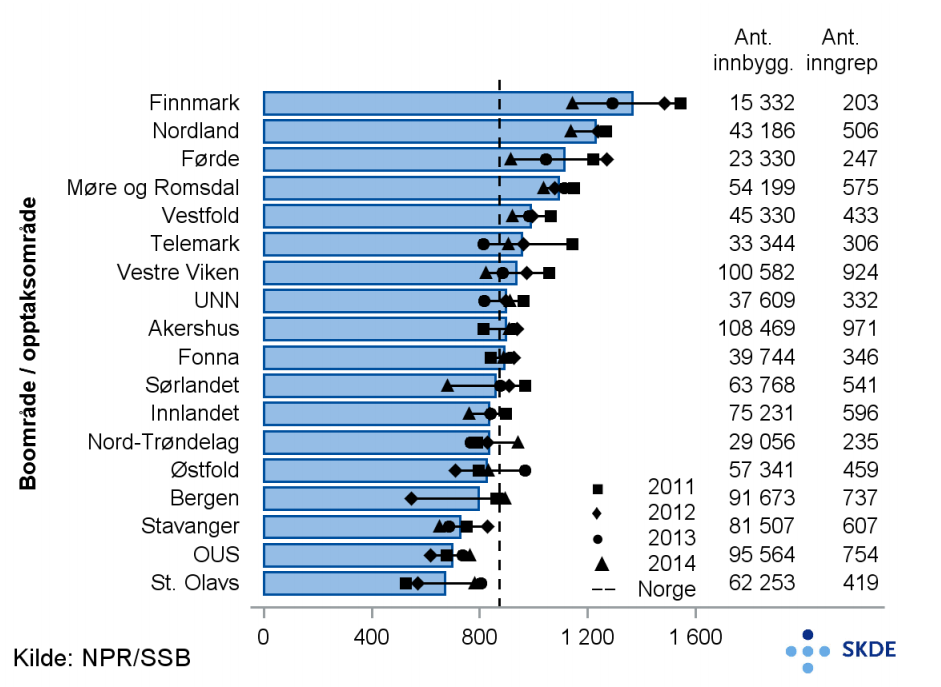 Ant. Ant.
innbygg. inngrep
Finnmark 15 332 203
Nordland 43 186 506
Førde 23 330 247
Møre og Romsdal 54 199 575
Vestfold 45 330 433
Telemark 33 344 306
Vestre Viken 100 582 924
UNN 37 609 332
Akershus 108 469 971
Fonna 39 744 346
Sørlandet 63 768 541
Innlandet 75 231 596
Nord-Trøndelag 29 056 235
Østfold 57 341 459
Bergen 91 673 737
Stavanger 81 507 607
OUS 95 564 754
St. Olavs 62 253 419
Boområde / opptaksområde
2011
2012
2013
2014
Norge
0 400 800 1 200 1 600
Kilde: NPR/SSB
SKDE